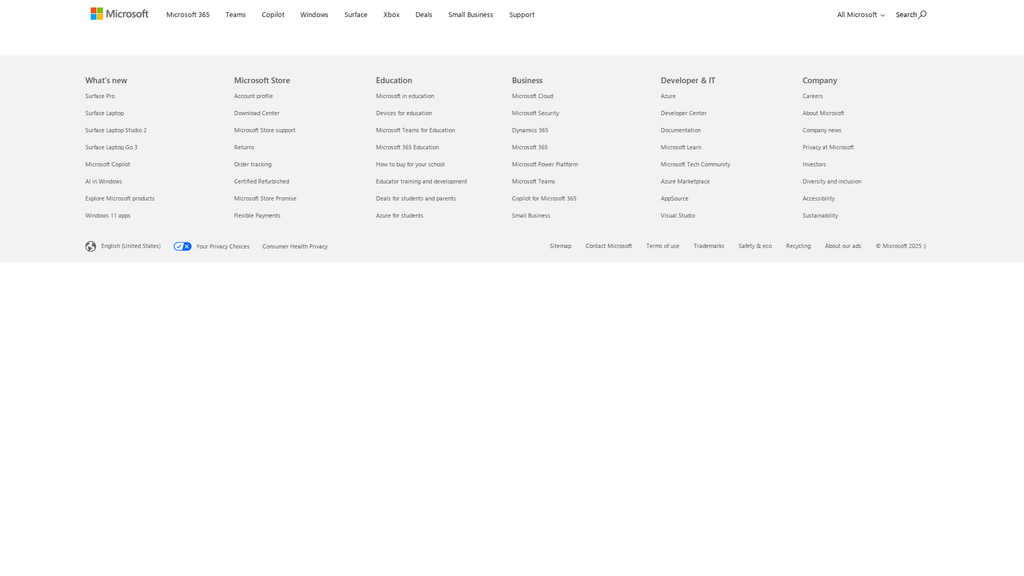 Microsoft Microsoft 365 Teams Copilot Windows Surface Xbox Deals Small Business Support All Microsoft Search
What's new
Surface Pro
Surface Laptop
Surface Laptop Studio 2
Surface Laptop Go 3
Microsoft Copilot
AI in Windows
Explore Microsoft products
Windows 11 apps
Microsoft Store
Account profile
Download Center
Microsoft Store support
Returns
Order tracking
Certified Refurbished
Microsoft Store Promise
Flexible Payments
Education
Microsoft in education
Devices for education
Microsoft Teams for Education
Microsoft 365 Education
How to buy for your school
Educator training and development
Deals for students and parents
Azure for students
Business
Microsoft Cloud
Microsoft Security
Dynamics 365
Microsoft 365
Microsoft Power Platform
Microsoft Teams
Copilot for Microsoft 365
Small Business
Developer & IT
Azure
Developer Center
Documentation
Microsoft Learn
Microsoft Tech Community
Azure Marketplace
AppSource
Visual Studio
Company
Careers
About Microsoft
Company news
Privacy at Microsoft
Investors
Diversity and inclusion
Accessibility
Sustainability
English (United States) Your Privacy Choices Consumer Health Privacy Sitemap Contact Microsoft Terms of use Trademarks Safety & eco Recycling About our ads © Microsoft 2025 :)